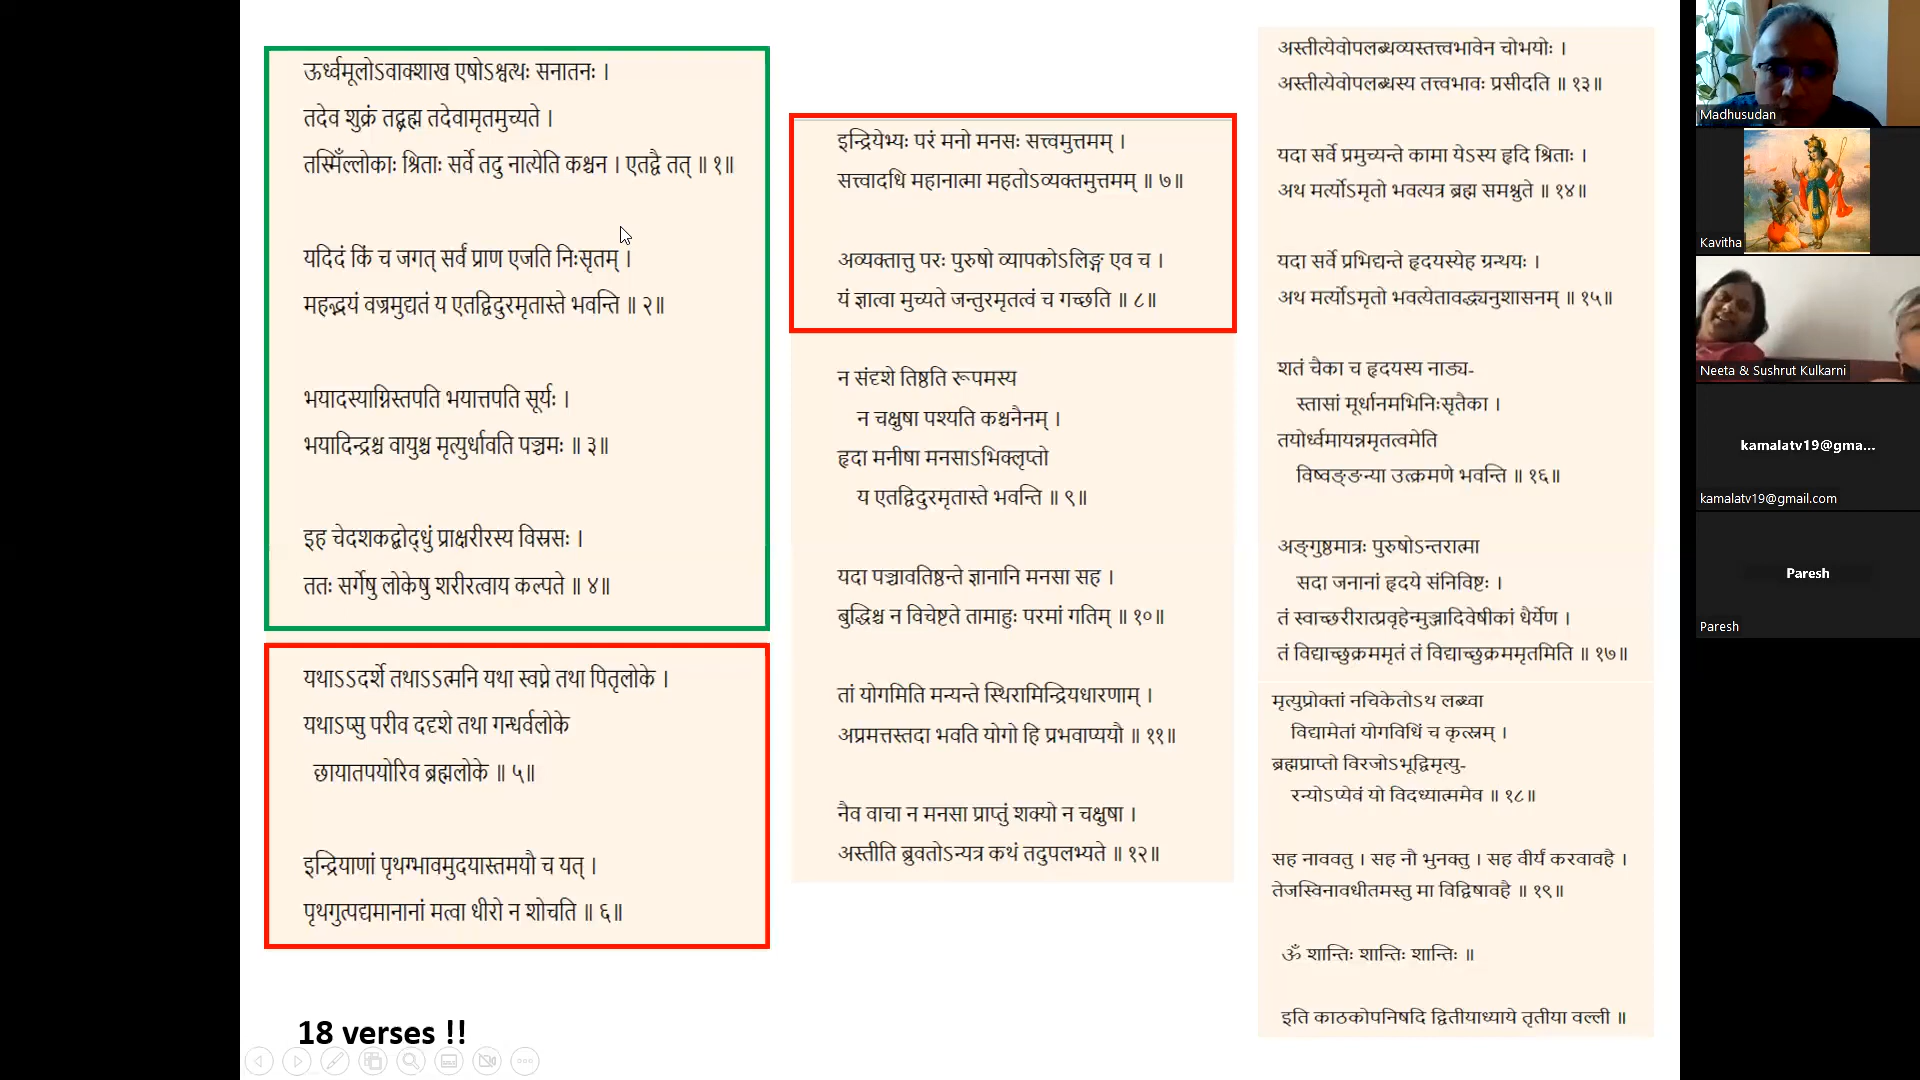 ऊर्ध्वमूलोऽवाक्शाख एषोऽश्वत्थः सनातनः ।
तदेव शुक्रं तद्ब्रह्म तदेवामृतमुच्यते ।
तस्मिँल्लोकाः श्रिताः सर्वे तदु नात्येति कश्चन । एतद्वै तत् ॥ १॥
यदिदं किं च जगत् सर्वं प्राण एजति निःसृतम् ।
महद्भयं वज्रमुद्यतं य एतद्विदुरमृतास्ते भवन्ति ॥ २॥
भयादस्याग्निस्तपति भयात्तपति सूर्यः ।
भयादिन्द्रश्च वायुश्च मृत्युर्धावति पञ्चमः ॥ ३॥
इह चेदशकद्बोद्धुं प्राक्षरीरस्य विस्रसः ।
ततः सर्गेषु लोकेषु शरीरत्वाय कल्पते ॥ ४॥
यथाऽऽदर्शे तथाऽऽत्मनि यथा स्वप्ने तथा पितृलोके ।
यथाऽप्सु परीव ददृशे तथा गन्धर्वलोके
छायातपयोरिव ब्रह्मलोके ॥ ५॥
इन्द्रियाणां पृथग्भावमुदयास्तमयौ च यत् ।
पृथगुत्पद्यमानानां मत्वा धीरो न शोचति ॥ ६॥
18 verses !!
इन्द्रियेभ्यः परं मनो मनसः सत्त्वमुत्तमम् ।
सत्त्वादधि महानात्मा महतोऽव्यक्तमुत्तमम् ॥ ७॥
अव्यक्तात्तु परः पुरुषो व्यापकोऽलिङ्ग एव च ।
यं ज्ञात्वा मुच्यते जन्तुरमृतत्वं च गच्छति ॥ ८॥
न संदृशे तिष्ठति रूपमस्य
न चक्षुषा पश्यति कश्चनैनम् ।
हृदा मनीषा मनसाऽभिक्लृप्तो
य एतद्विदुरमृतास्ते भवन्ति ॥ ९॥
यदा पञ्चावतिष्ठन्ते ज्ञानानि मनसा सह ।
बुद्धिश्च न विचेष्टते तामाहुः परमां गतिम् ॥ १०॥
तां योगमिति मन्यन्ते स्थिरामिन्द्रियधारणाम् ।
अप्रमत्तस्तदा भवति योगो हि प्रभवाप्ययौ ॥ ११॥
नैव वाचा न मनसा प्राप्तुं शक्यो न चक्षुषा ।
अस्तीति ब्रुवतोऽन्यत्र कथं तदुपलभ्यते ॥ १२॥
अस्तीत्येवोपलब्धव्यस्तत्त्वभावेन चोभयोः ।
अस्तीत्येवोपलब्धस्य तत्त्वभावः प्रसीदति ॥ १३॥
यदा सर्वे प्रमुच्यन्ते कामा येऽस्य हृदि श्रिताः ।
अथ मर्त्योऽमृतो भवत्यत्र ब्रह्म समश्नुते ॥ १४॥
यदा सर्वे प्रभिद्यन्ते हृदयस्येह ग्रन्थयः ।
अथ मर्त्योऽमृतो भवत्येतावद्ध्यनुशासनम् ॥ १५॥
शतं चैका च हृदयस्य नाड्य-
स्तासां मूर्धानमभिनिःसृतैका ।
तयोर्ध्वमायन्नमृतत्वमेति
विष्वङ्ङन्या उत्क्रमणे भवन्ति ॥ १६॥
अङ्गुष्ठमात्रः पुरुषोऽन्तरात्मा
सदा जनानां हृदये संनिविष्टः ।
तं स्वाच्छरीरात्प्रवृहेन्मुञ्जादिवेषीकां धैर्येण ।
तं विद्याच्छुक्रममृतं तं विद्याच्छुक्रममृतमिति ॥ १७॥
मृत्युप्रोक्तां नचिकेतोऽथ लब्ध्वा
विद्यामेतां योगविधिं च कृत्स्नम् ।
ब्रह्मप्राप्तो विरजोऽभूद्विमृत्यु-
रन्योऽप्येवं यो विदध्यात्ममेव ॥ १८॥
सह नाववतु । सह नौ भुनक्तु । सह वीर्यं करवावहै ।
तेजस्विनावधीतमस्तु मा विद्विषावहै ॥ १९॥
ॐ शान्तिः शान्तिः शान्तिः ॥
इति काठकोपनिषदि द्वितीयाध्याये तृतीया वल्ली ॥
Madhusudan
Kavitha
Neeta & Sushrut Kulkarni
kamalatv19@gma...
kamalatv19@gmail.com
Paresh
Paresh